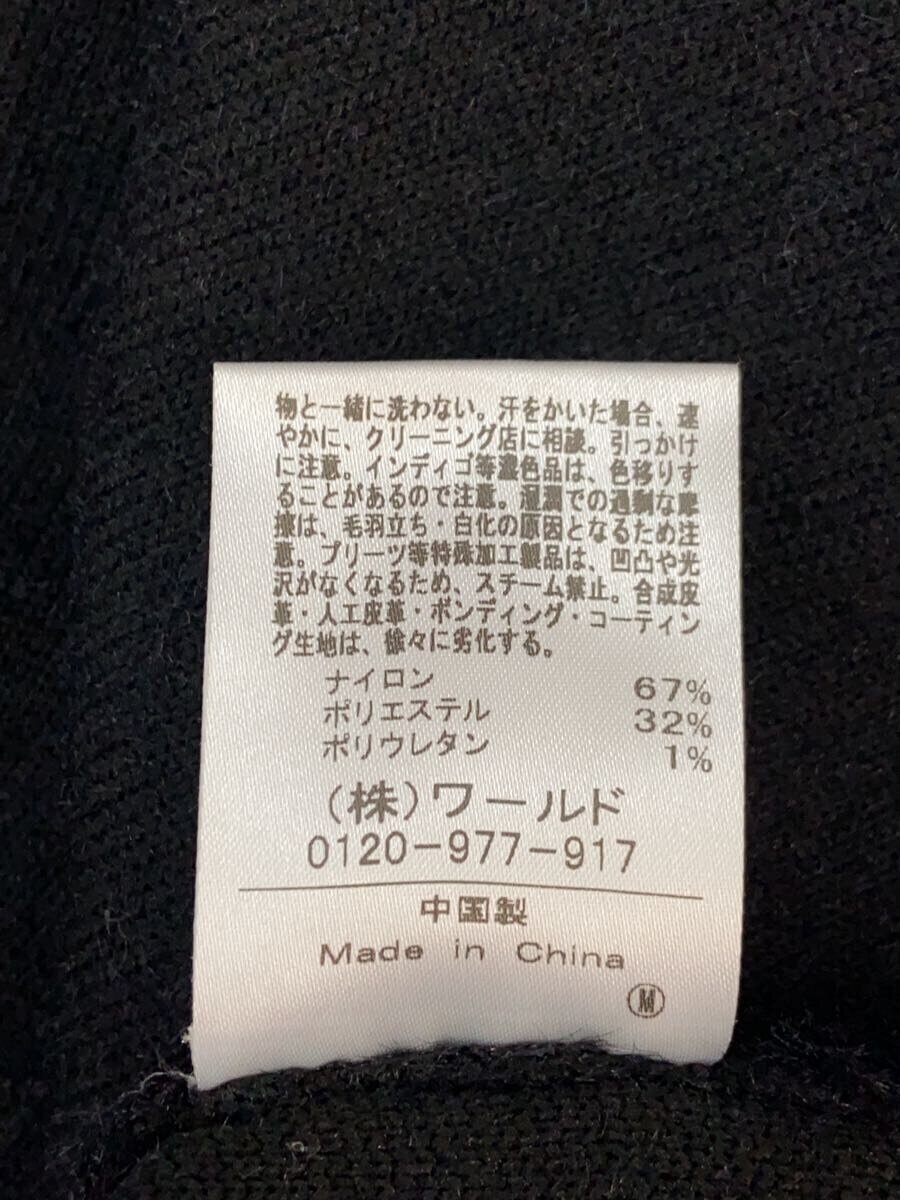 物と一緒に洗わない。汗をかいた場合、速
やかに、クリーニング店に相談。引っかけ
に注意。インディゴ等濃色品は、色移りす
ることがあるので注意。湿潤での過剰な摩
擦は、毛羽立ち・白化の原因となるため注
意。プリーツ等特殊加工製品は、凹凸や光
沢がなくなるため、スチーム禁止。合成皮
革・人工皮革・ボンディング・コーティン
グ生地は、徐々に劣化する。
ナイロン 67%
ポリエステル 32%
ポリウレタン 1%
(株)ワールド
0120-977-917
中国製
Made in China
Ⓜ